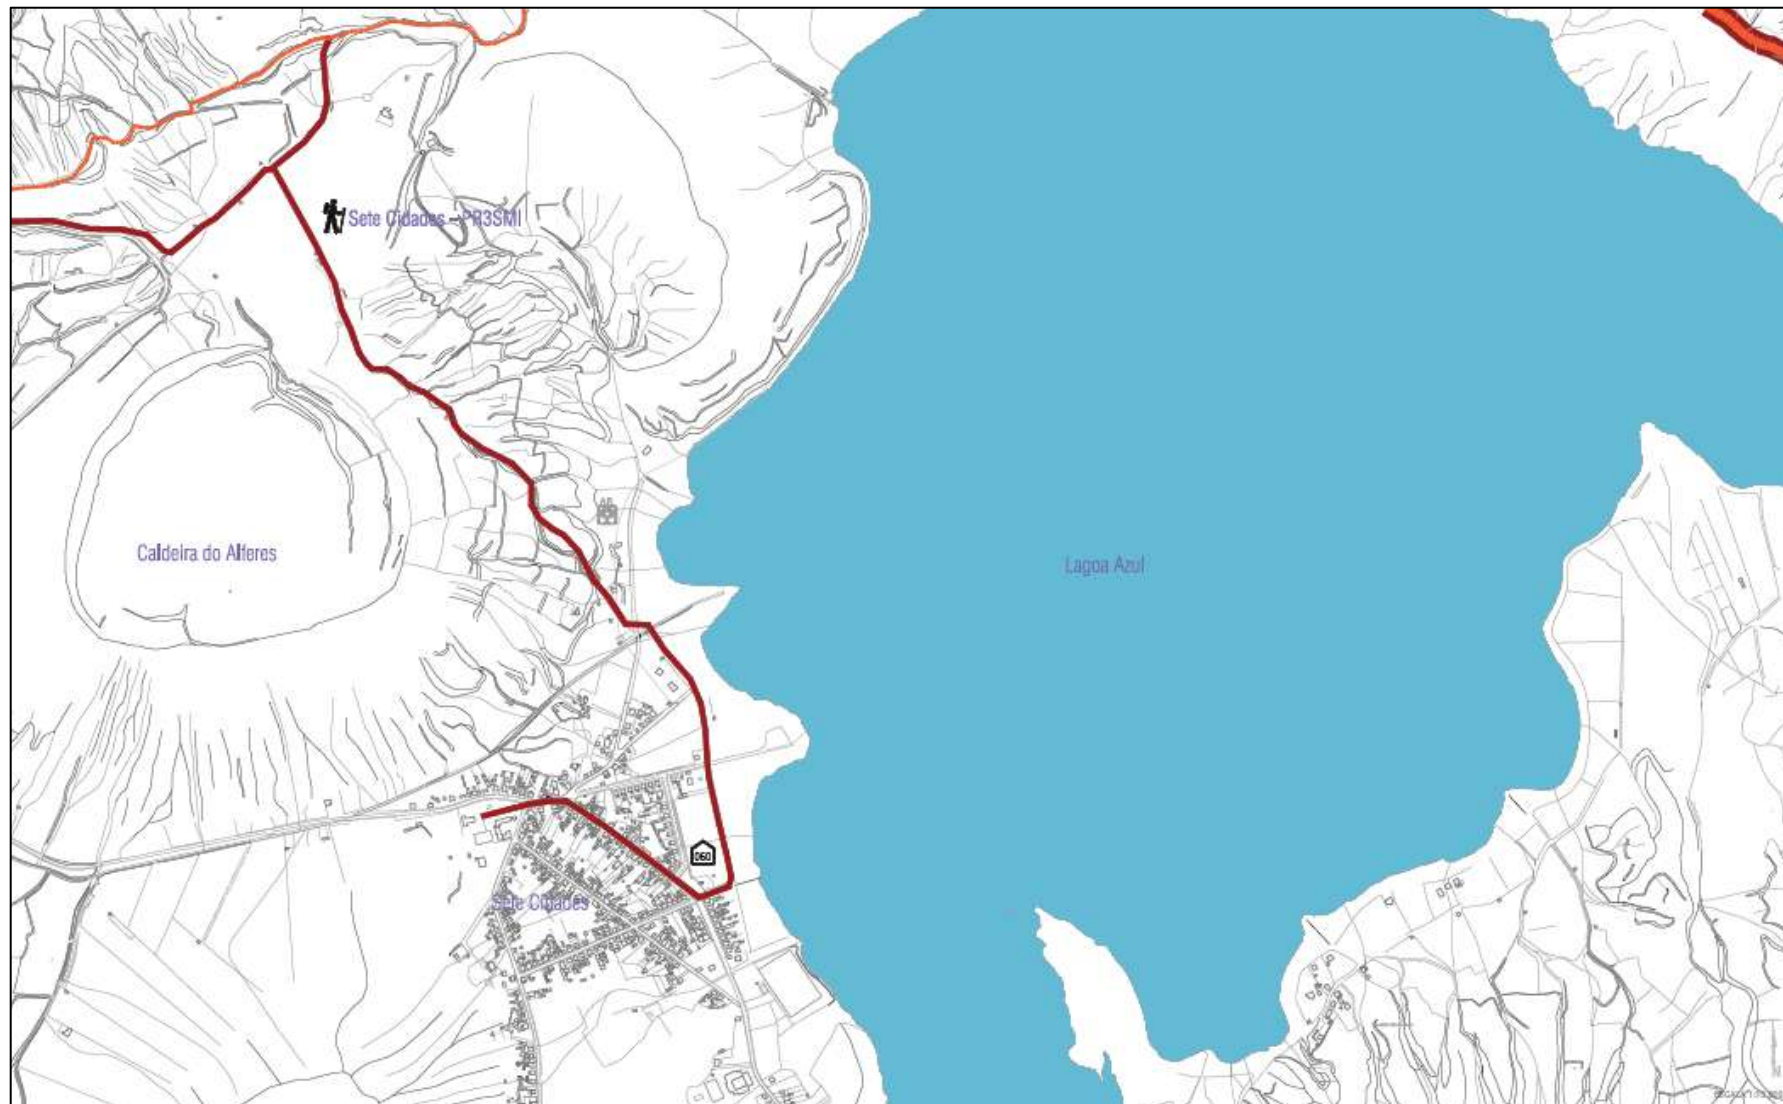 Sete Cidades - PR3SMI
Caldeira do Alferes
Lagoa Azul
060
Sete Cidades